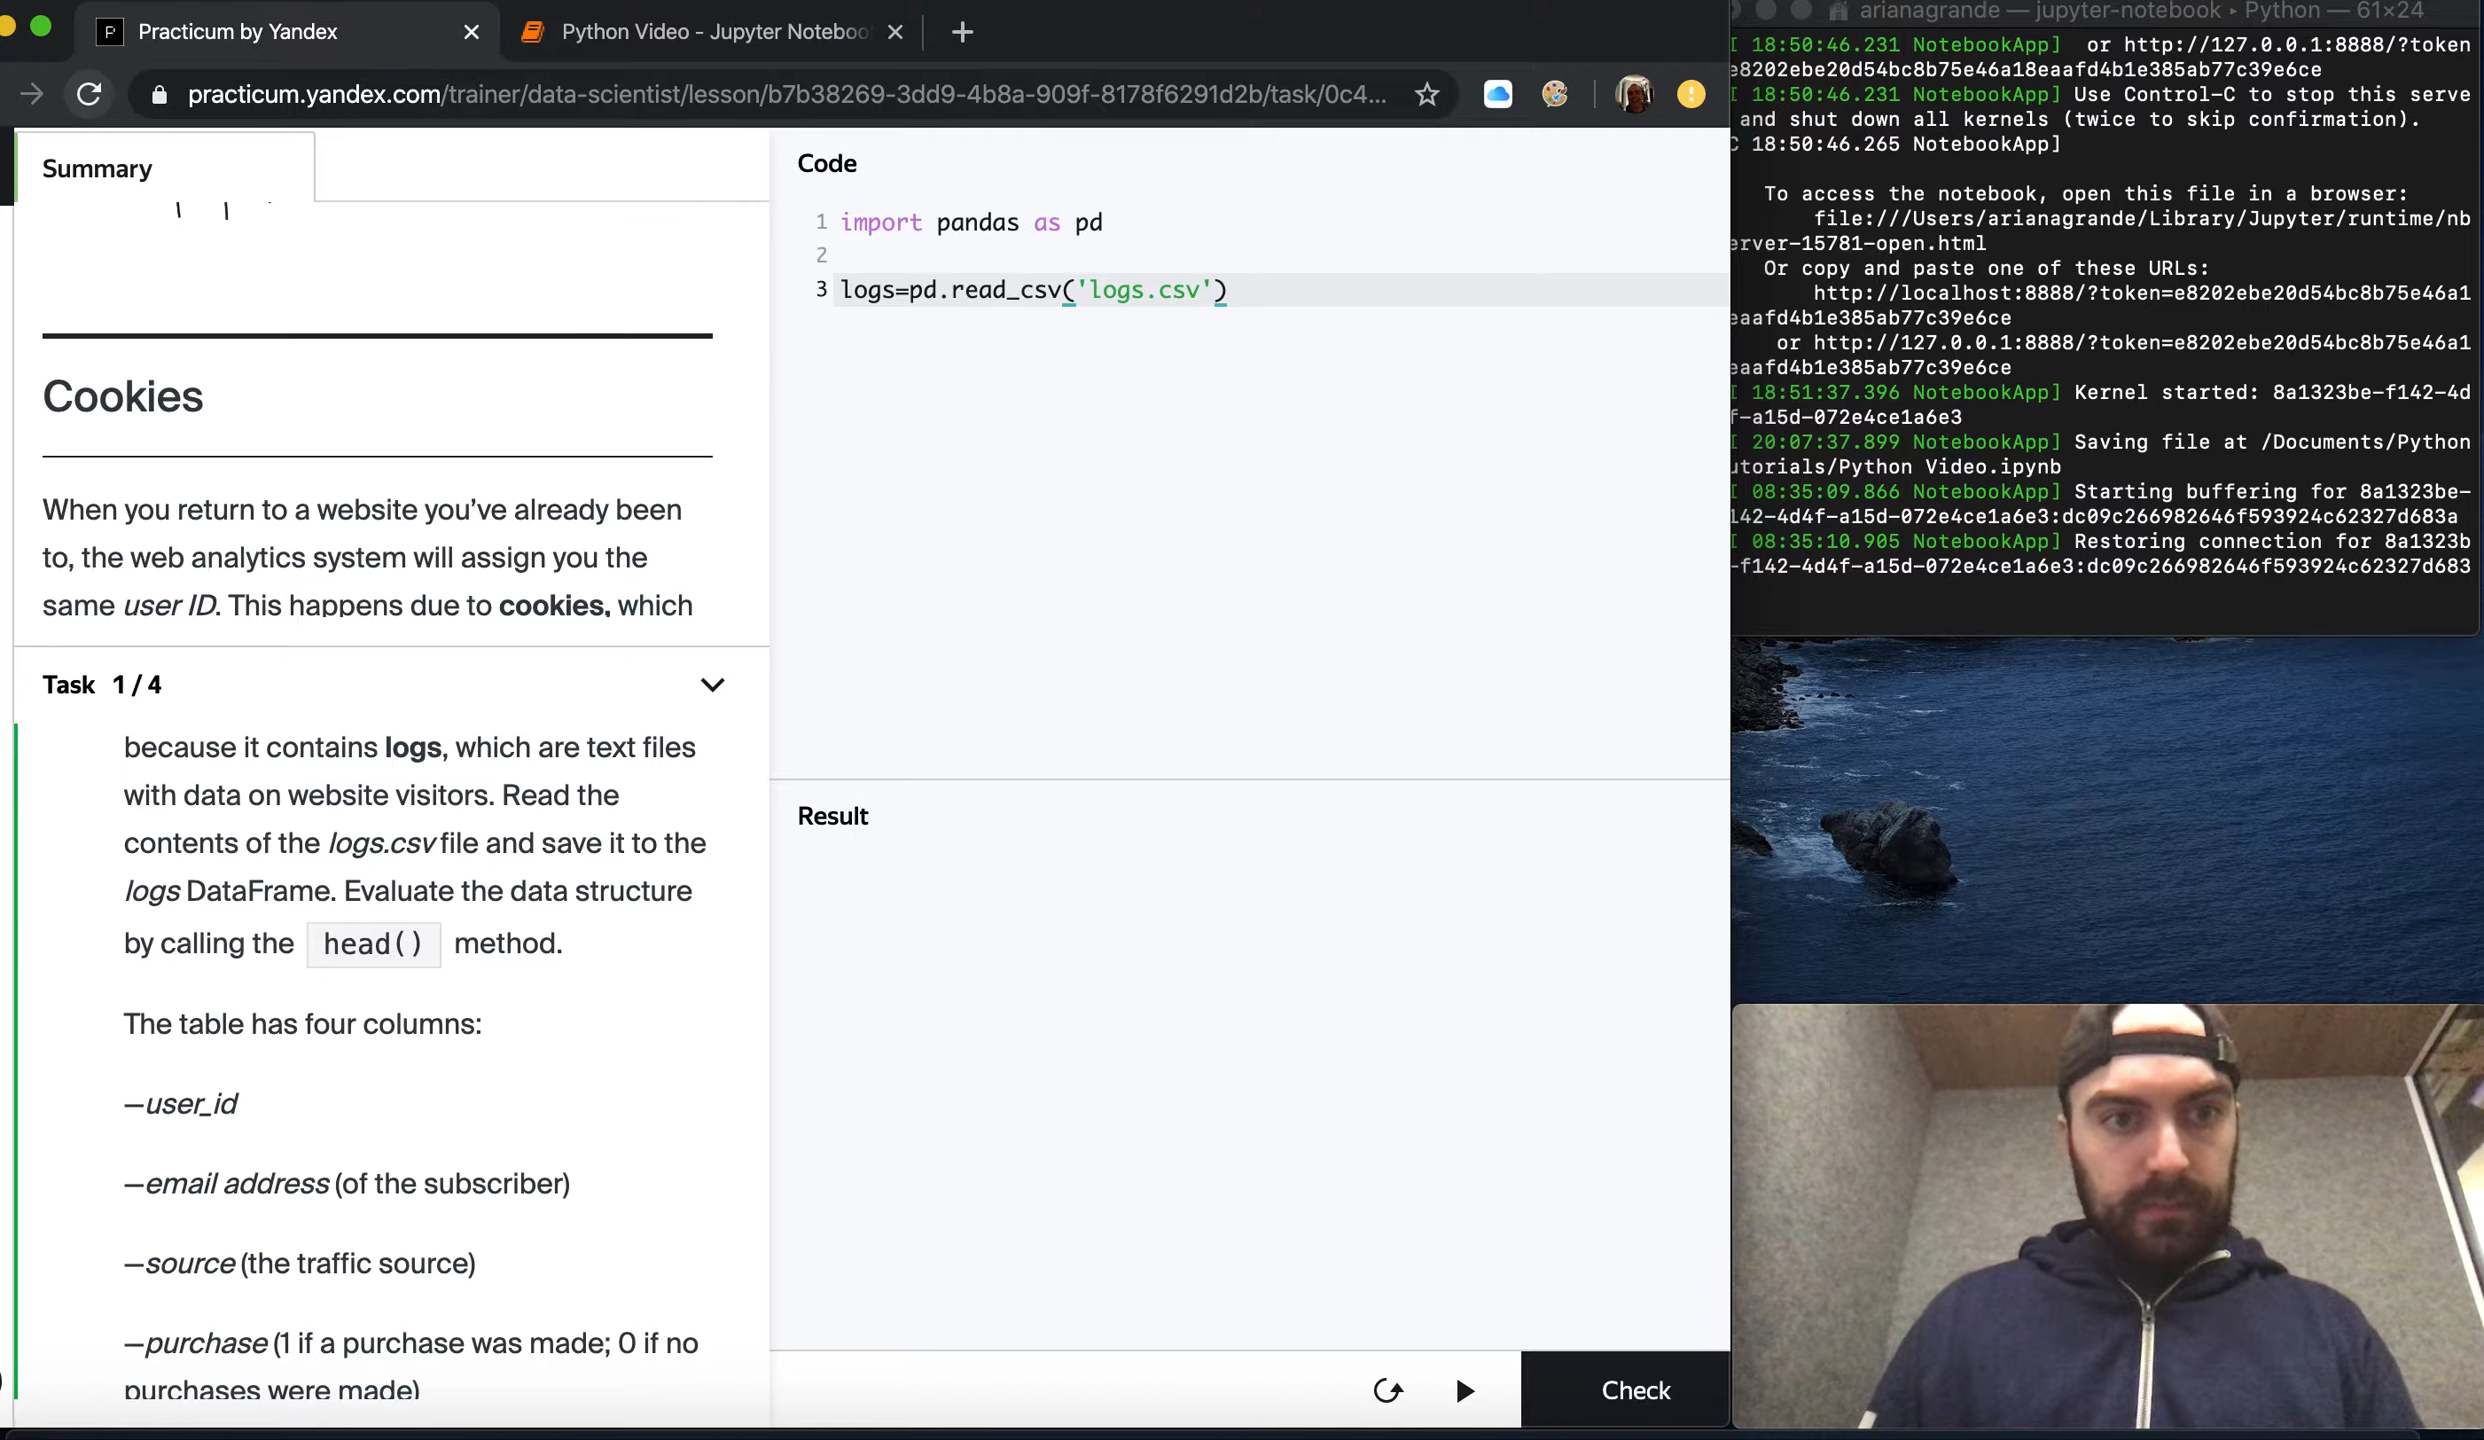 Practicum by Yandex
Python Video - Jupyter Noteboo
practicum.yandex.com/trainer/data-scientist/lesson/b7b38269-3dd9-4b8a-909f-8178f6291d2b/task/0c4...
Summary
Cookies
When you return to a website you’ve already been
to, the web analytics system will assign you the
same user ID. This happens due to cookies, which
Task 1 / 4
because it contains logs, which are text files
with data on website visitors. Read the
contents of the logs.csv file and save it to the
logs DataFrame. Evaluate the data structure
by calling the head() method.
The table has four columns:
—user_id
—email address (of the subscriber)
—source (the traffic source)
—purchase (1 if a purchase was made; 0 if no
purchases were made)
Code
1 import pandas as pd
2
3 logs=pd.read_csv('logs.csv')
Result
Check
arianagrande — jupyter-notebook ▸ Python — 61×24
I 18:50:46.231 NotebookApp]  or http://127.0.0.1:8888/?token
e8202ebe20d54bc8b75e46a18eaafd4b1e385ab77c39e6ce
I 18:50:46.231 NotebookApp] Use Control-C to stop this serve
and shut down all kernels (twice to skip confirmation).
C 18:50:46.265 NotebookApp]
To access the notebook, open this file in a browser:
file:///Users/arianagrande/Library/Jupyter/runtime/nb
erver-15781-open.html
Or copy and paste one of these URLs:
http://localhost:8888/?token=e8202ebe20d54bc8b75e46a1
eaafd4b1e385ab77c39e6ce
or http://127.0.0.1:8888/?token=e8202ebe20d54bc8b75e46a1
eaafd4b1e385ab77c39e6ce
I 18:51:37.396 NotebookApp] Kernel started: 8a1323be-f142-4d
f-a15d-072e4ce1a6e3
I 20:07:37.899 NotebookApp] Saving file at /Documents/Python
utorials/Python Video.ipynb
I 08:35:09.866 NotebookApp] Starting buffering for 8a1323be-
142-4d4f-a15d-072e4ce1a6e3:dc09c266982646f593924c62327d683a
I 08:35:10.905 NotebookApp] Restoring connection for 8a1323b
-f142-4d4f-a15d-072e4ce1a6e3:dc09c266982646f593924c62327d683